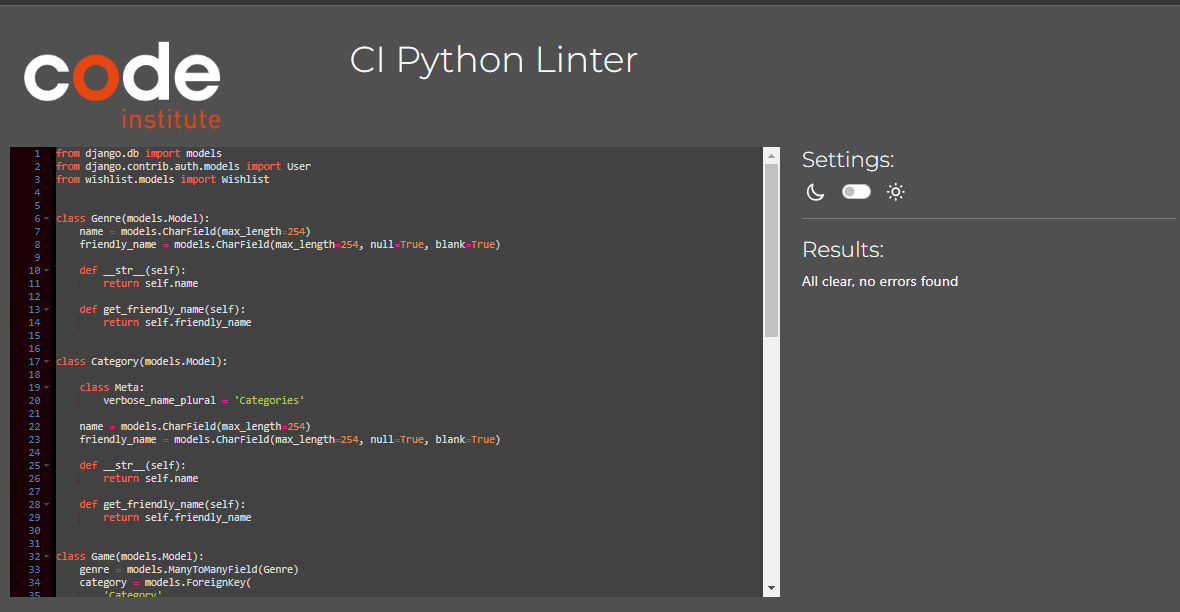 code
institute
CI Python Linter
1 from django.db import models
2 from django.contrib.auth.models import User
3 from wishlist.models import Wishlist
4
5
6 class Genre(models.Model):
7     name = models.CharField(max_length=254)
8     friendly_name = models.CharField(max_length=254, null=True, blank=True)
9
10     def __str__(self):
11         return self.name
12
13     def get_friendly_name(self):
14         return self.friendly_name
15
16
17 class Category(models.Model):
18
19     class Meta:
20         verbose_name_plural = 'Categories'
21
22     name = models.CharField(max_length=254)
23     friendly_name = models.CharField(max_length=254, null=True, blank=True)
24
25     def __str__(self):
26         return self.name
27
28     def get_friendly_name(self):
29         return self.friendly_name
30
31
32 class Game(models.Model):
33     genre = models.ManyToManyField(Genre)
34     category = models.ForeignKey(
35         'Category'
Settings:
Results:
All clear, no errors found